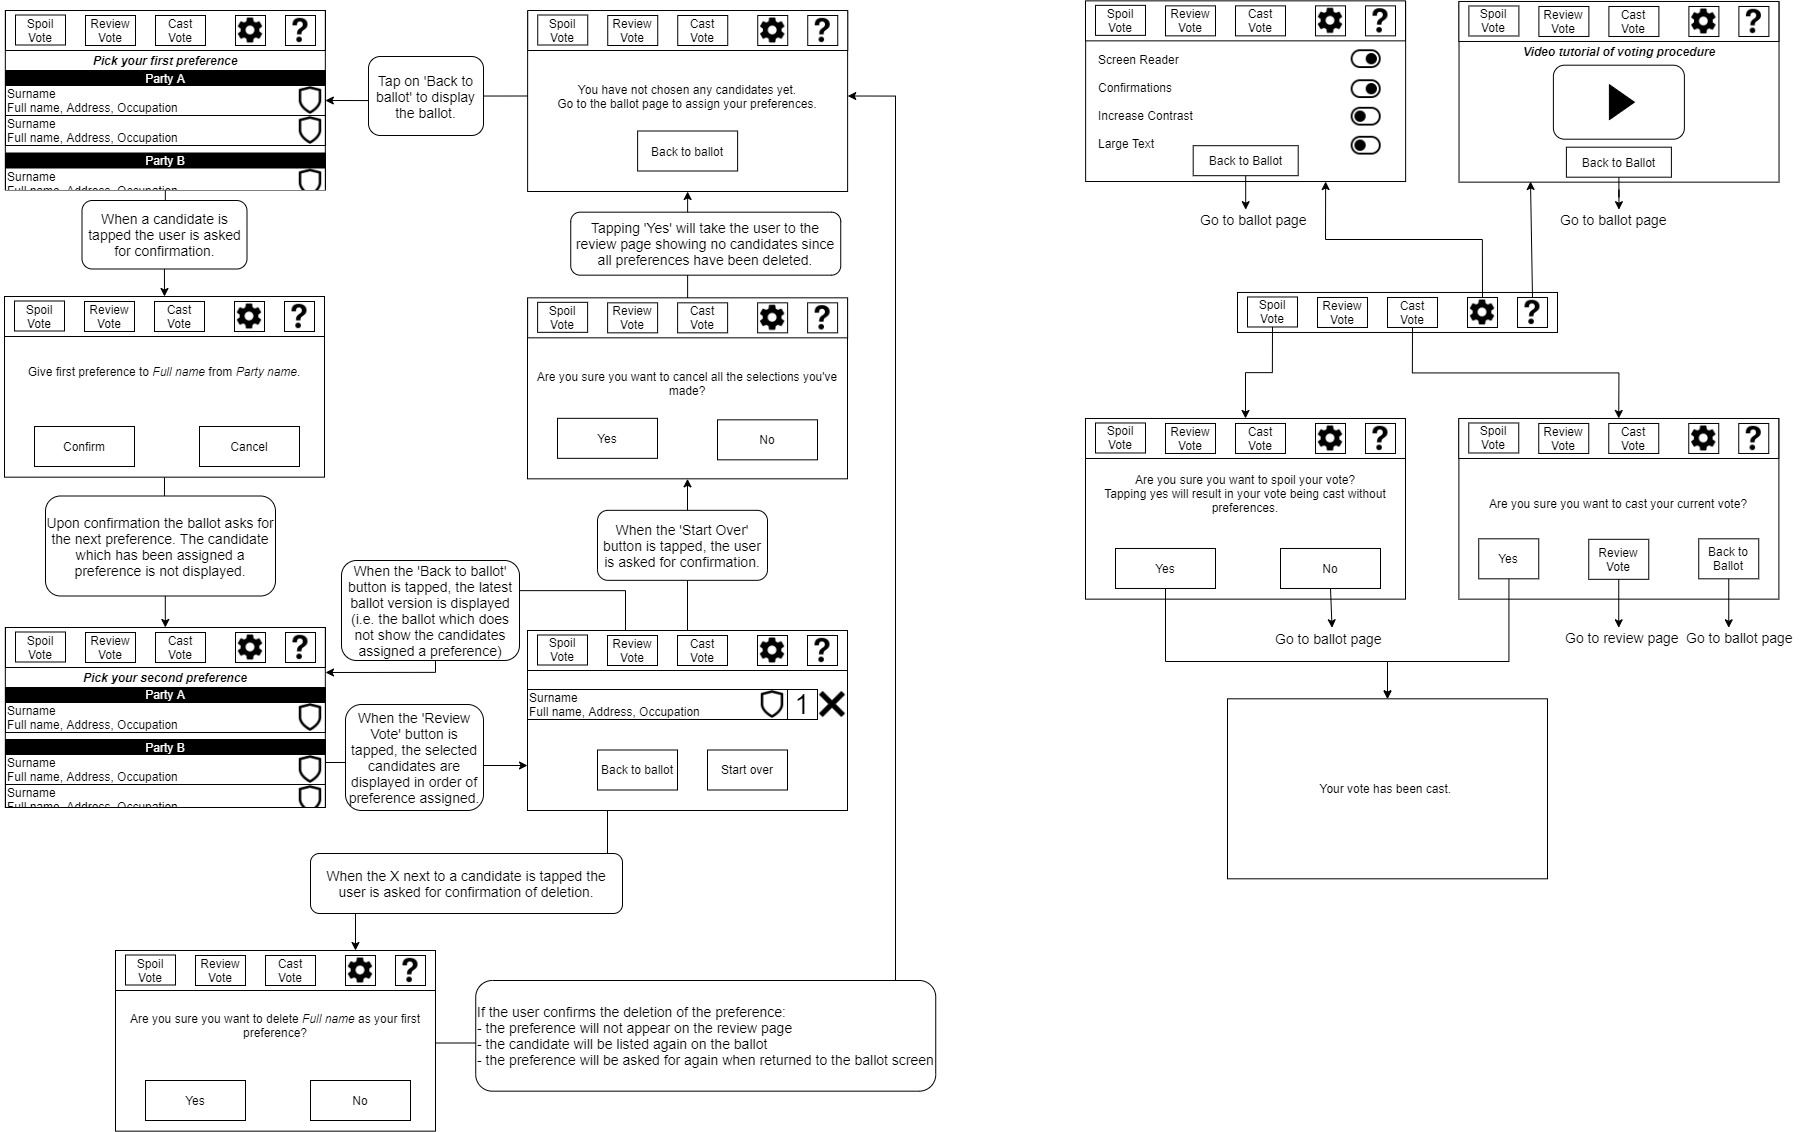 Spoil
Vote
Review
Vote
Cast
Vote
?
Pick your first preference
Party A
Surname
Full name, Address, Occupation
Surname
Full name, Address, Occupation
Party B
Surname
Full name, Address, Occupation
When a candidate is
tapped the user is asked
for confirmation.
Spoil
Vote
Review
Vote
Cast
Vote
?
Give first preference to Full name from Party name.
Confirm
Cancel
Upon confirmation the ballot asks for
the next preference. The candidate
which has been assigned a
preference is not displayed.
Spoil
Vote
Review
Vote
Cast
Vote
?
Pick your second preference
Party A
Surname
Full name, Address, Occupation
Party B
Surname
Full name, Address, Occupation
Surname
Full name, Address, Occupation
When the 'Review
Vote' button is
tapped, the selected
candidates are
displayed in order of
preference assigned.
Spoil
Vote
Review
Vote
Cast
Vote
?
Surname
Full name, Address, Occupation
1
Back to ballot
Start over
When the 'Back to ballot'
button is tapped, the latest
ballot version is displayed
(i.e. the ballot which does
not show the candidates
assigned a preference)
When the 'Start Over'
button is tapped, the user
is asked for confirmation.
Spoil
Vote
Review
Vote
Cast
Vote
?
Are you sure you want to cancel all the selections you've
made?
Yes
No
Tapping 'Yes' will take the user to the
review page showing no candidates since
all preferences have been deleted.
Spoil
Vote
Review
Vote
Cast
Vote
?
You have not chosen any candidates yet.
Go to the ballot page to assign your preferences.
Back to ballot
Tap on 'Back to
ballot' to display
the ballot.
When the X next to a candidate is tapped the
user is asked for confirmation of deletion.
Spoil
Vote
Review
Vote
Cast
Vote
?
Are you sure you want to delete Full name as your first
preference?
Yes
No
If the user confirms the deletion of the preference:
- the preference will not appear on the review page
- the candidate will be listed again on the ballot
- the preference will be asked for again when returned to the ballot screen
Spoil
Vote
Review
Vote
Cast
Vote
?
Screen Reader
Confirmations
Increase Contrast
Large Text
Back to Ballot
Go to ballot page
Spoil
Vote
Review
Vote
Cast
Vote
?
Video tutorial of voting procedure
Back to Ballot
Go to ballot page
Spoil
Vote
Review
Vote
Cast
Vote
?
Spoil
Vote
Review
Vote
Cast
Vote
?
Are you sure you want to spoil your vote?
Tapping yes will result in your vote being cast without
preferences.
Yes
No
Go to ballot page
Spoil
Vote
Review
Vote
Cast
Vote
?
Are you sure you want to cast your current vote?
Yes
Review
Vote
Back to
Ballot
Go to review page
Go to ballot page
Your vote has been cast.